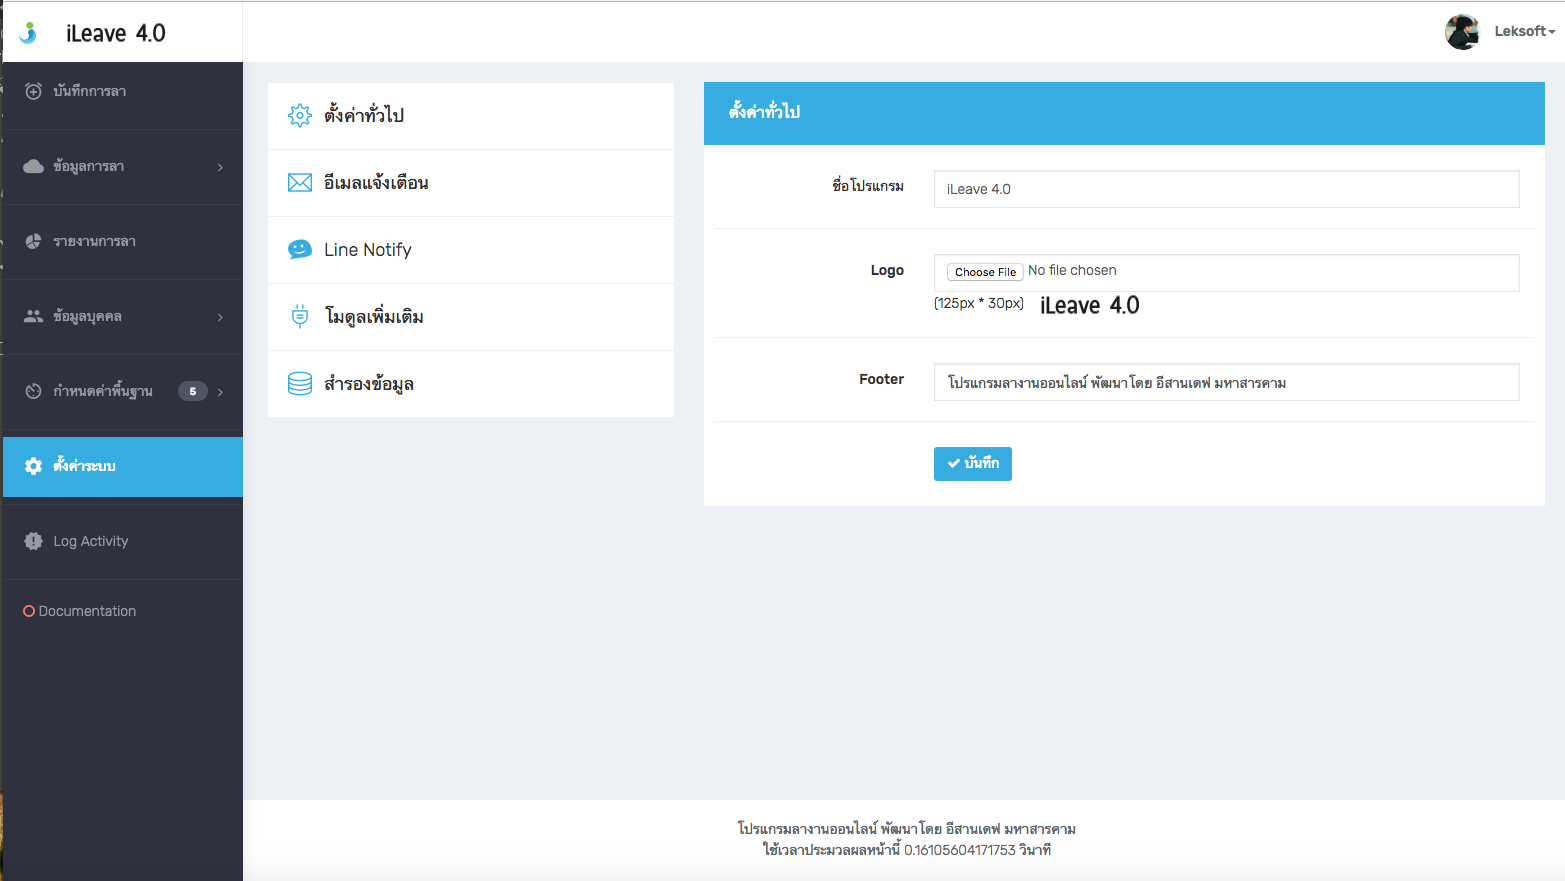 iLeave 4.0
Leksoft
บันทึกการลา
ข้อมูลการลา
รายงานการลา
ข้อมูลบุคคล
กำหนดค่าพื้นฐาน 5
ตั้งค่าระบบ
Log Activity
Documentation
ตั้งค่าทั่วไป
อีเมลแจ้งเตือน
Line Notify
โมดูลเพิ่มเติม
สำรองข้อมูล
ตั้งค่าทั่วไป
ชื่อโปรแกรม iLeave 4.0
Logo Choose File No file chosen
(125px * 30px) iLeave 4.0
Footer โปรแกรมลางานออนไลน์ พัฒนาโดย อีสานเดฟ มหาสารคาม
บันทึก
โปรแกรมลางานออนไลน์ พัฒนาโดย อีสานเดฟ มหาสารคาม
ใช้เวลาประมวลผลหน้านี้ 0.16105604171753 วินาที